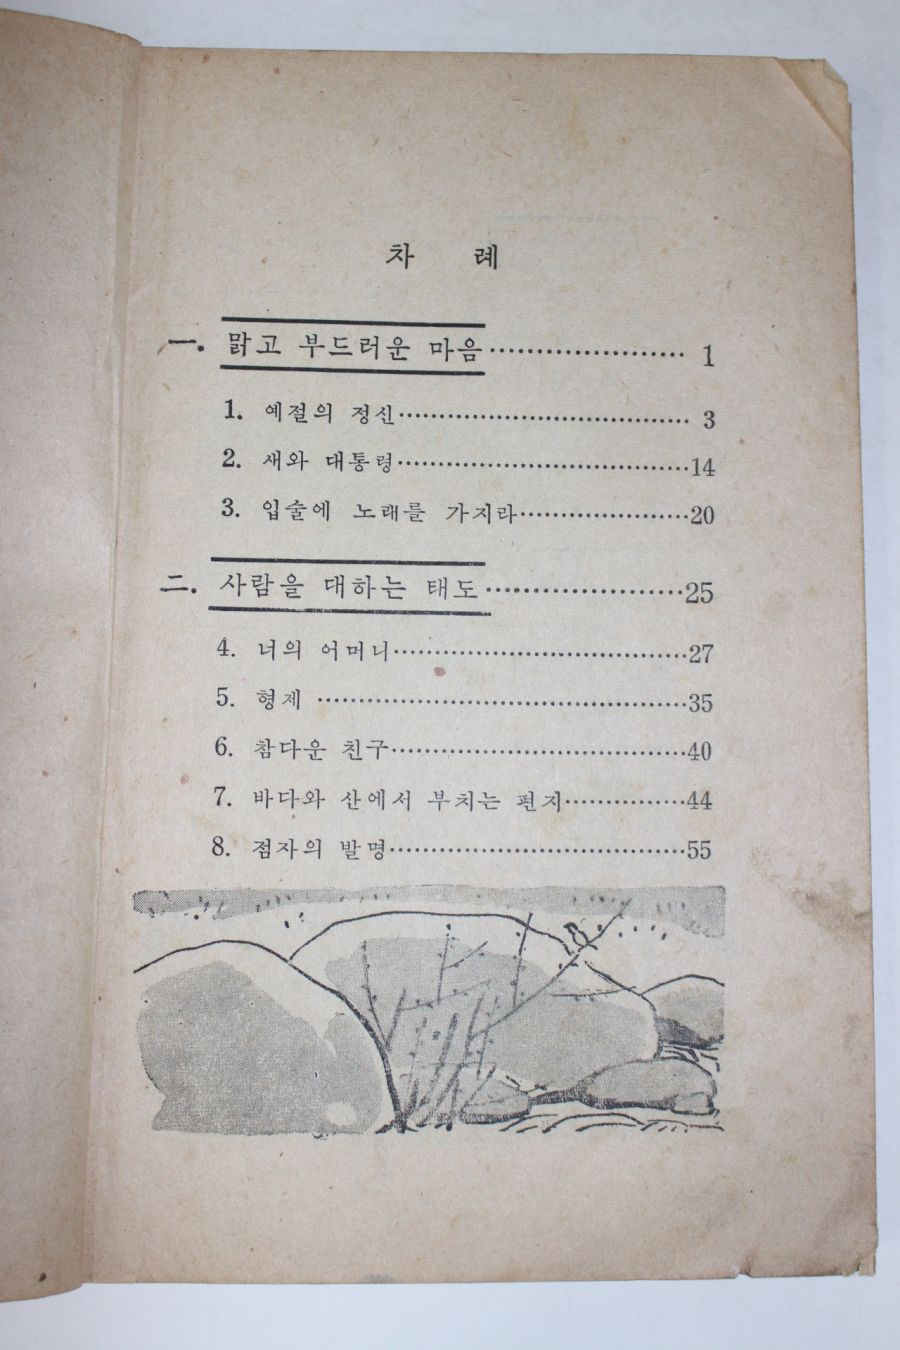 차 례
一. 맑고 부드러운 마음 ………………… 1
1. 예절의 정신 ………………………… 3
2. 새와 대통령 ………………………… 14
3. 입술에 노래를 가지라 ……………… 20
二. 사람을 대하는 태도 ………………… 25
4. 너의 어머니 ………………………… 27
5. 형제 ………………………………… 35
6. 참다운 친구 ………………………… 40
7. 바다와 산에서 부치는 편지 ………… 44
8. 점자의 발명 ………………………… 55